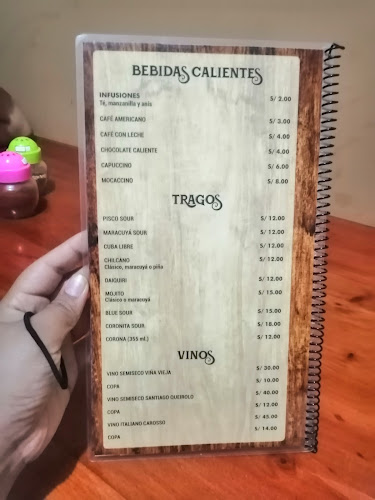 BEBIDAS CALIENTES
INFUSIONES S/ 2.00
Té, manzanilla y anis
CAFÉ AMERICANO S/ 3.00
CAFÉ CON LECHE S/ 4.00
CHOCOLATE CALIENTE S/ 4.00
CAPUCCINO S/ 6.00
MOCACCINO S/ 8.00
TRAGOS
PISCO SOUR S/ 12.00
MARACUYÁ SOUR S/ 12.00
CUBA LIBRE S/ 12.00
CHILCANO S/ 12.00
Clásico, maracuyá o piña
DAIQUIRI S/ 12.00
MOJITO S/ 15.00
Clásico o maracuyá
BLUE SOUR S/ 15.00
CORONITA SOUR S/ 18.00
CORONA (355 ml.) S/ 12.00
VINOS
VINO SEMISECO VIÑA VIEJA S/ 30.00
COPA S/ 10.00
VINO SEMISECO SANTIAGO QUEIROLO S/ 40.00
COPA S/ 12.00
VINO ITALIANO CAROSSO S/ 45.00
COPA S/ 14.00